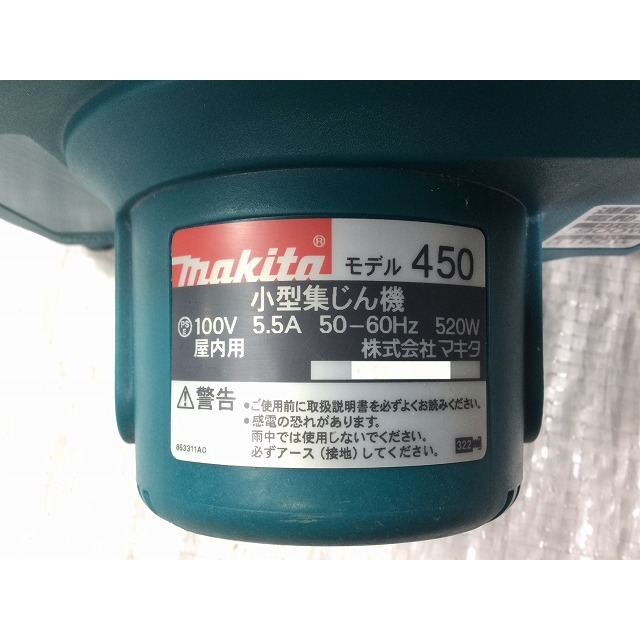 makita® モデル 450
小型集じん機
PSE 100V 5.5A 50-60Hz 520W
屋内用 株式会社マキタ
警告
•ご使用前に取扱説明書を必ずよくお読みください。
•感電の恐れがあります。
雨中では使用しないでください。
必ずアース（接地）してください。
853311A0 322